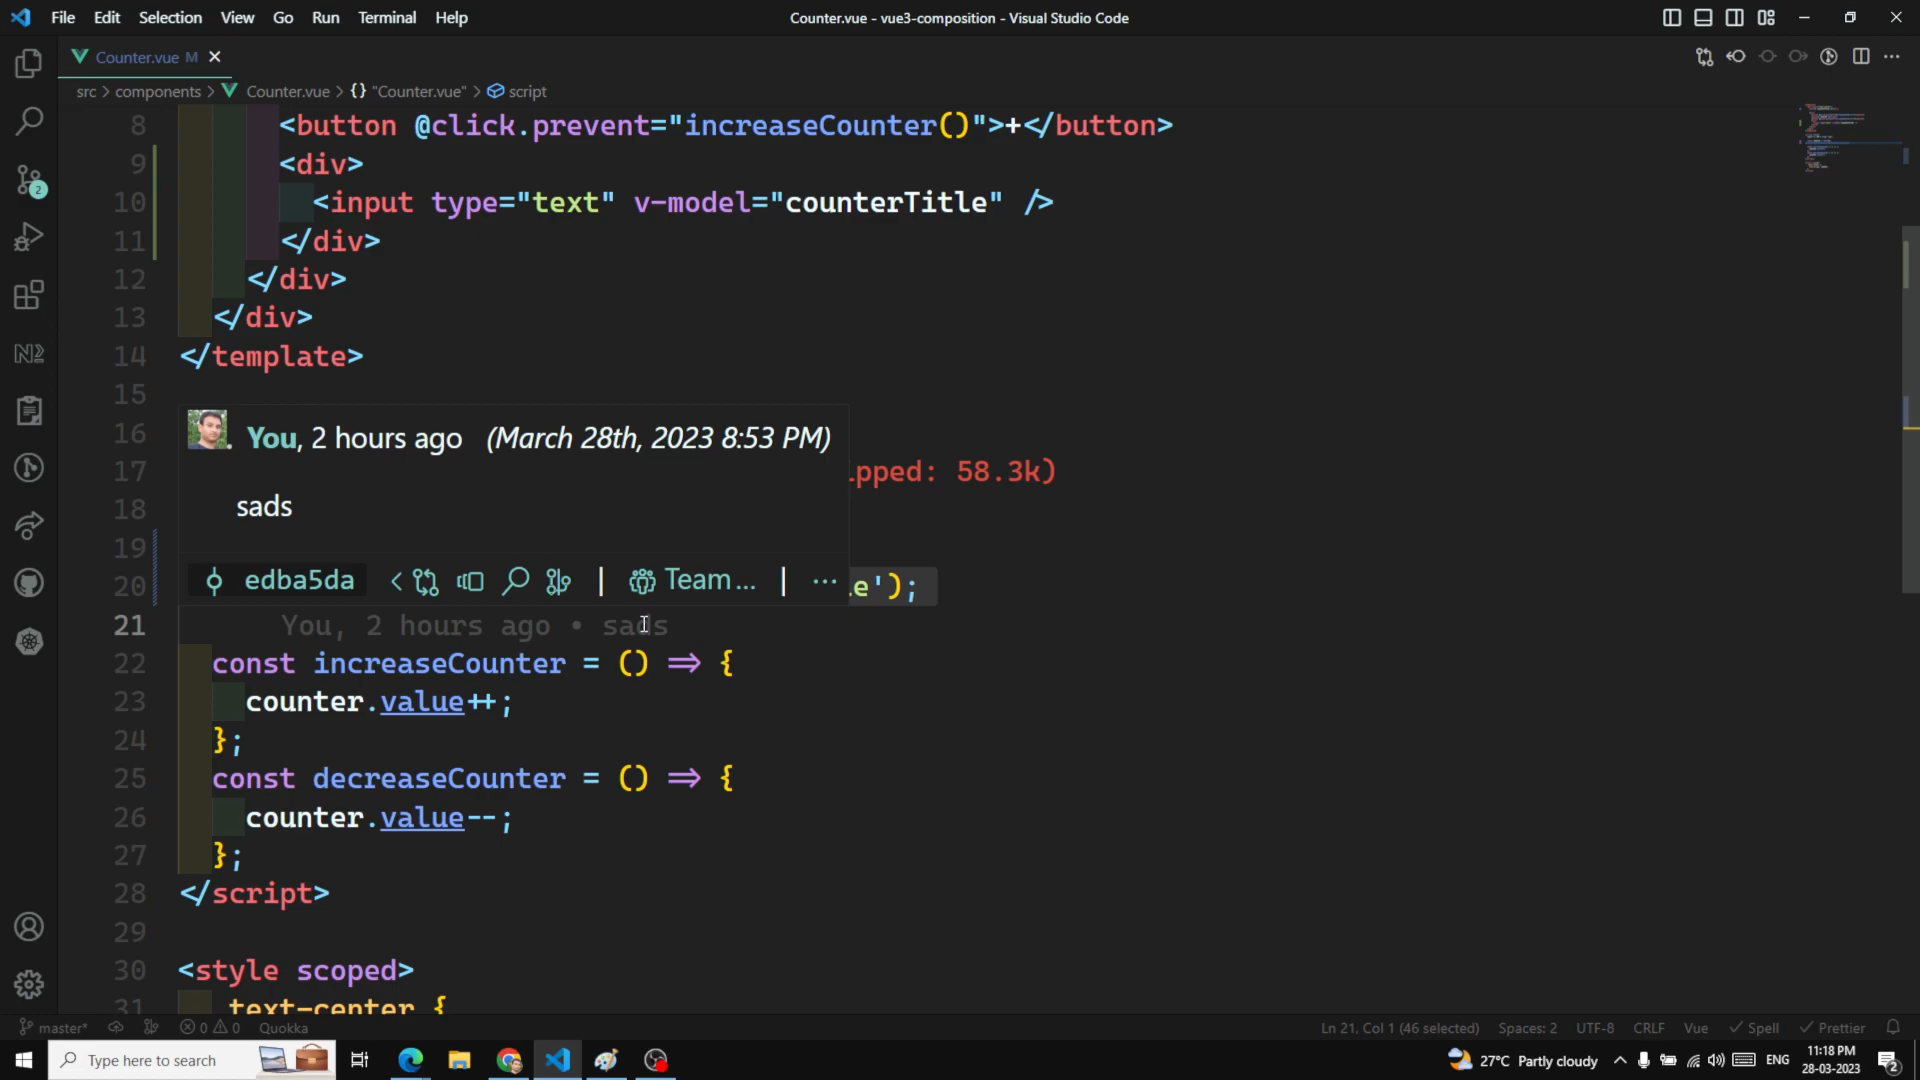 File Edit Selection View Go Run Terminal Help
Counter.vue - vue3-composition - Visual Studio Code
Counter.vue M
src > components > Counter.vue > {} "Counter.vue" > script
8 <button @click.prevent="increaseCounter()">+</button>
9 <div>
10 <input type="text" v-model="counterTitle" />
11 </div>
12 </div>
13 </div>
14 </template>
15
16 You, 2 hours ago (March 28th, 2023 8:53 PM)
17 ipped: 58.3k)
18 sads
19
20 edba5da | Team... | ... e');
21 You, 2 hours ago • sads
22 const increaseCounter = () => {
23 counter.value++;
24 };
25 const decreaseCounter = () => {
26 counter.value--;
27 };
28 </script>
29
30 <style scoped>
31 text-center {
2
master* 0 0 Quokka
Ln 21, Col 1 (46 selected) Spaces: 2 UTF-8 CRLF Vue Spell Prettier
Type here to search
27°C Partly cloudy ENG
11:18 PM
28-03-2023
2